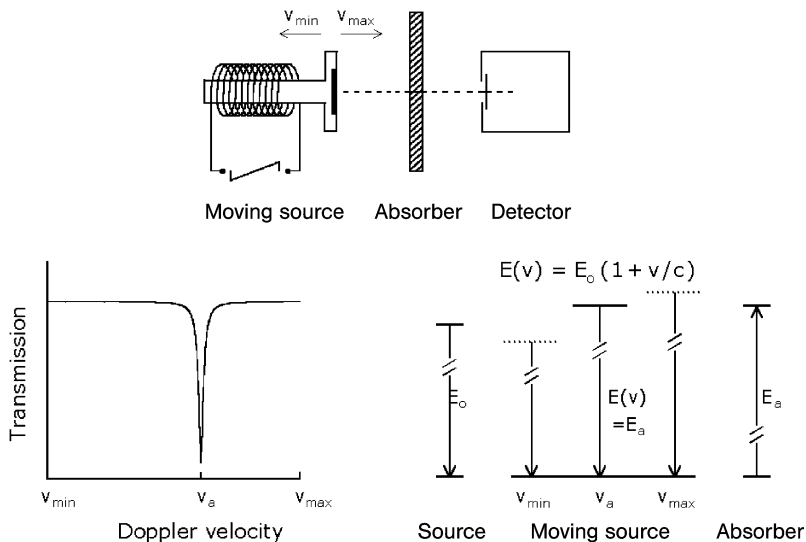 v_min v_max
Moving source Absorber Detector
E(v) = E_o (1 + v/c)
Transmission
E_o
E(v)
=E_a
E_a
v_min v_a v_max
v_min v_a v_max
Doppler velocity
Source Moving source Absorber